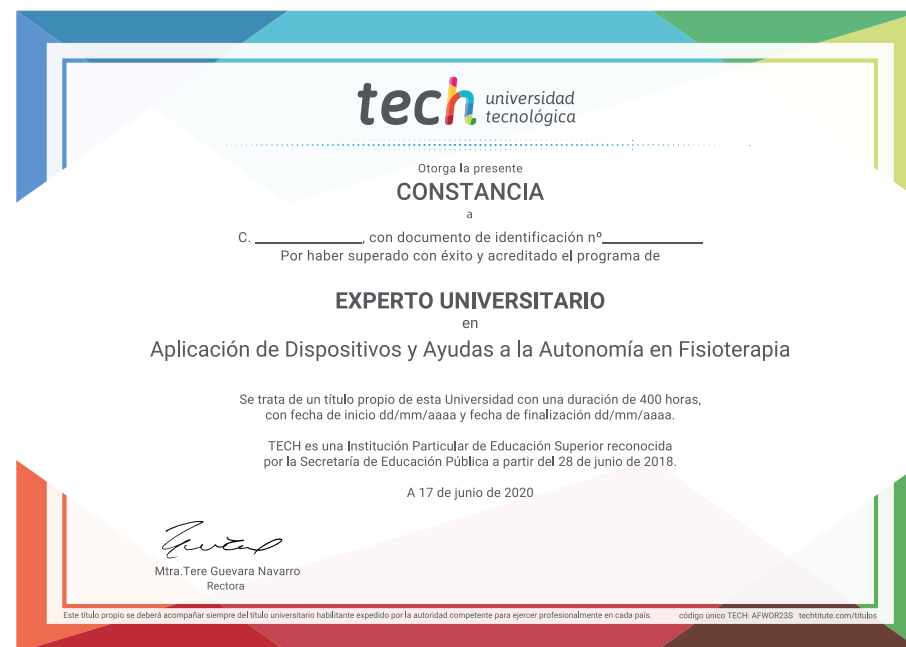 tech universidad
tecnológica
Otorga la presente
CONSTANCIA
a
C. ______________, con documento de identificación nº_____________
Por haber superado con éxito y acreditado el programa de
EXPERTO UNIVERSITARIO
en
Aplicación de Dispositivos y Ayudas a la Autonomía en Fisioterapia
Se trata de un título propio de esta Universidad con una duración de 400 horas,
con fecha de inicio dd/mm/aaaa y fecha de finalización dd/mm/aaaa.
TECH es una Institución Particular de Educación Superior reconocida
por la Secretaría de Educación Pública a partir del 28 de junio de 2018.
A 17 de junio de 2020
Mtra.Tere Guevara Navarro
Rectora
Este título propio se deberá acompañar siempre del título universitario habilitante expedido por la autoridad competente para ejercer profesionalmente en cada país. código único TECH: AFWOR23S techtitute.com/titulos